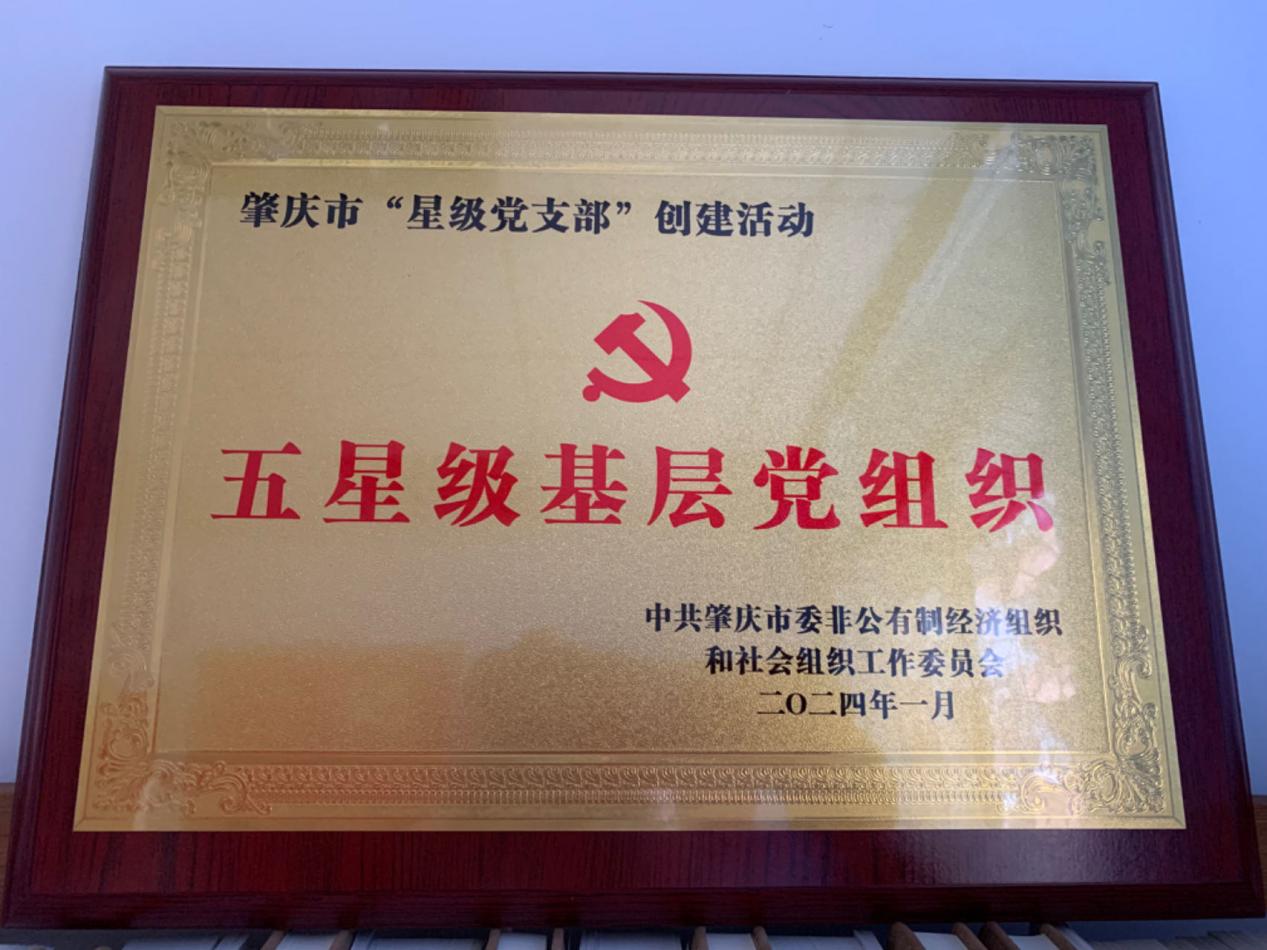 肇庆市“星级党支部”创建活动
五星级基层党组织
中共肇庆市委非公有制经济组织
和社会组织工作委员会
二〇二四年一月